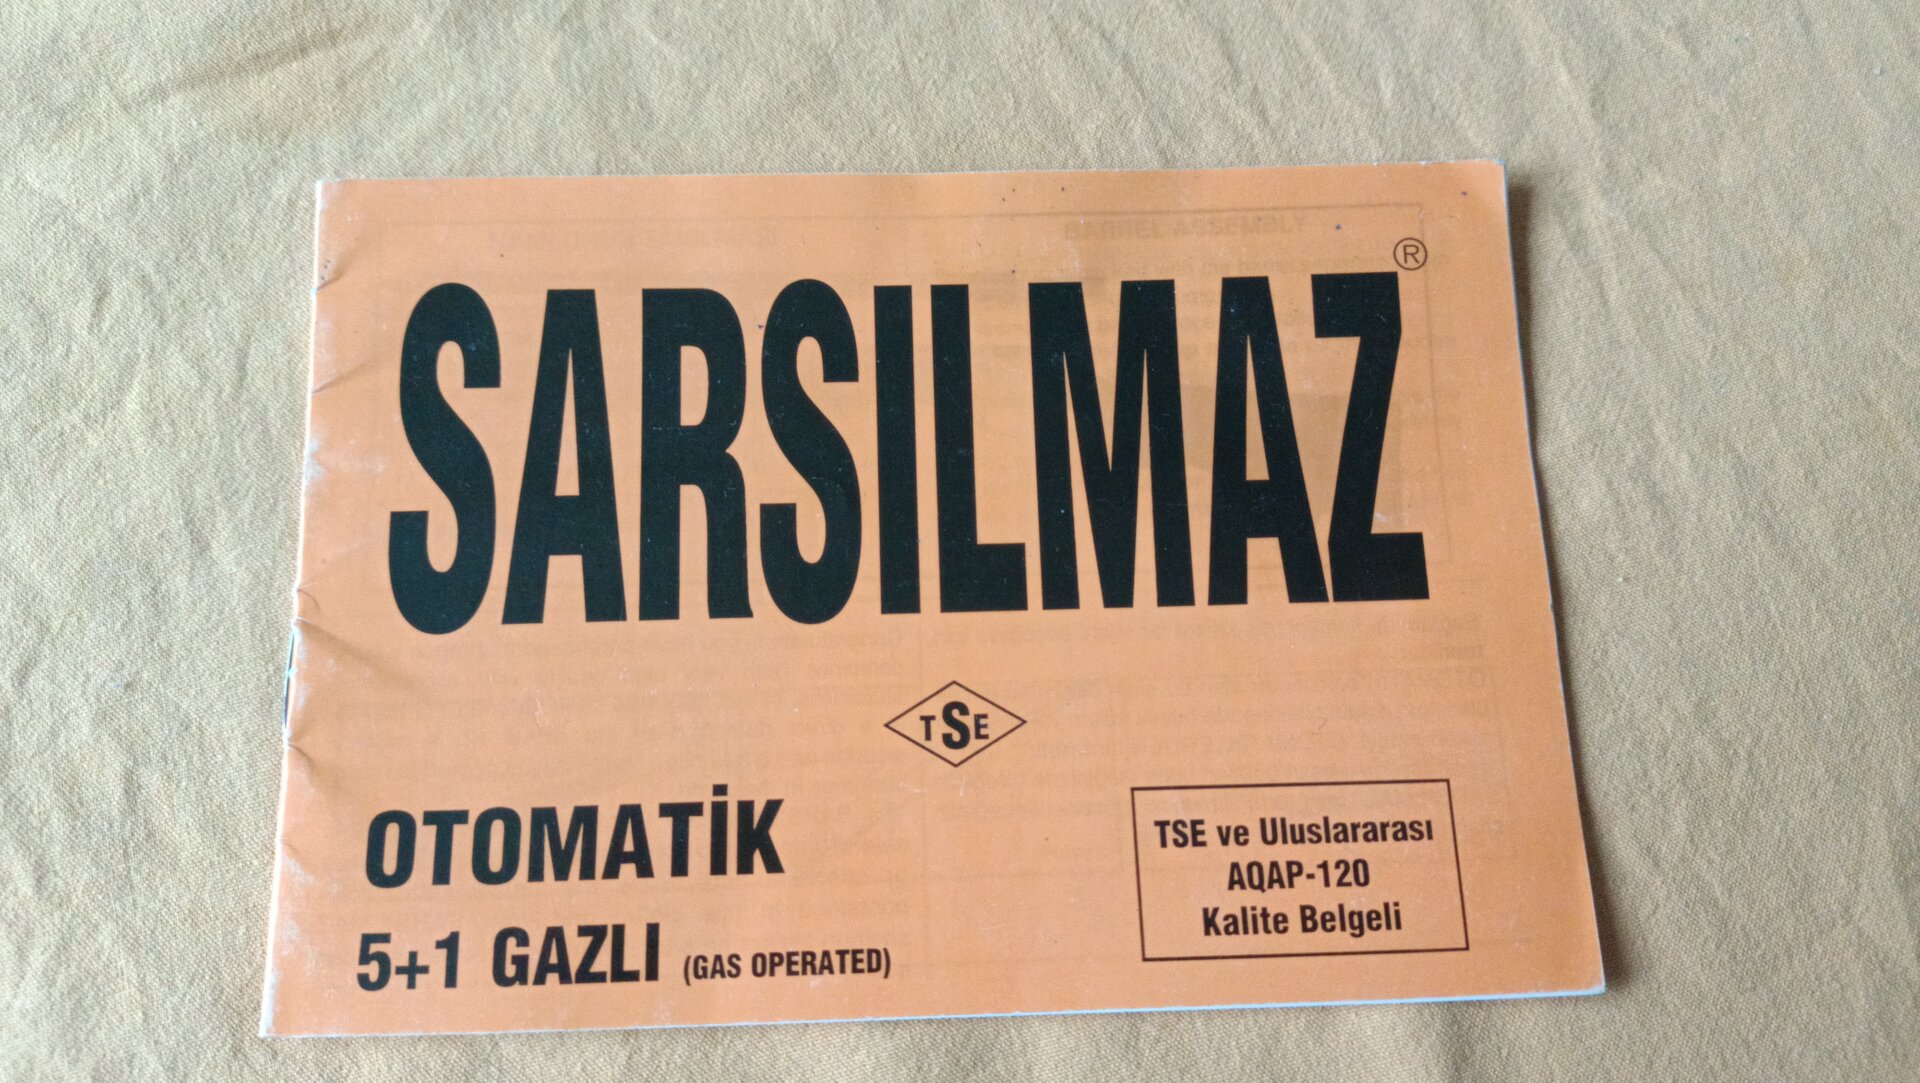 SARSILMAZ®
TSE
OTOMATİK
5+1 GAZLI (GAS OPERATED)
TSE ve Uluslararası
AQAP-120
Kalite Belgeli